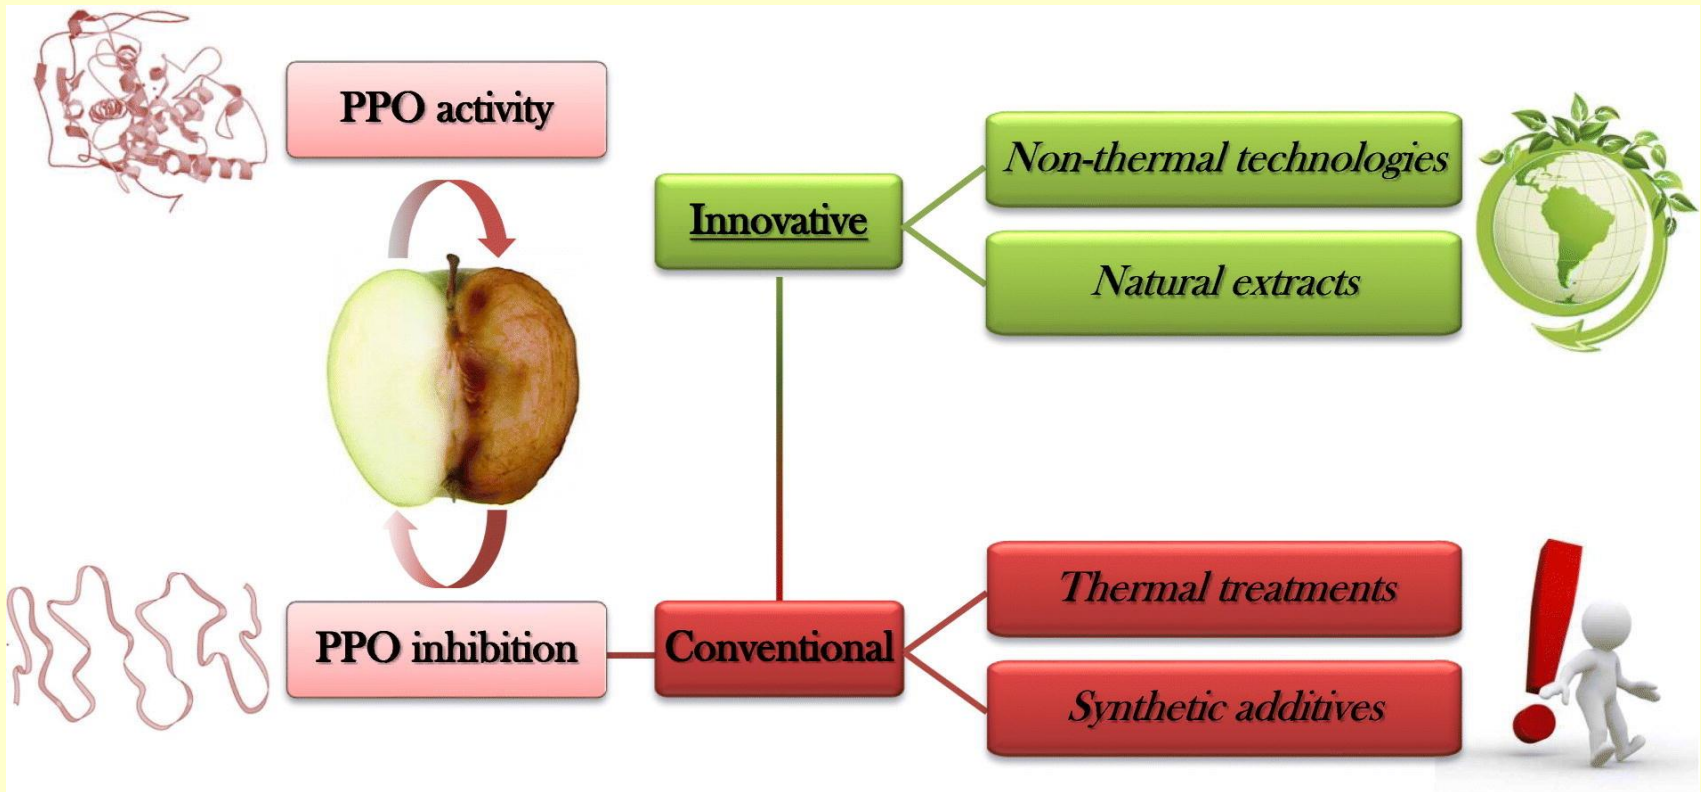 PPO activity
Innovative
Non-thermal technologies
Natural extracts
PPO inhibition
Conventional
Thermal treatments
Synthetic additives